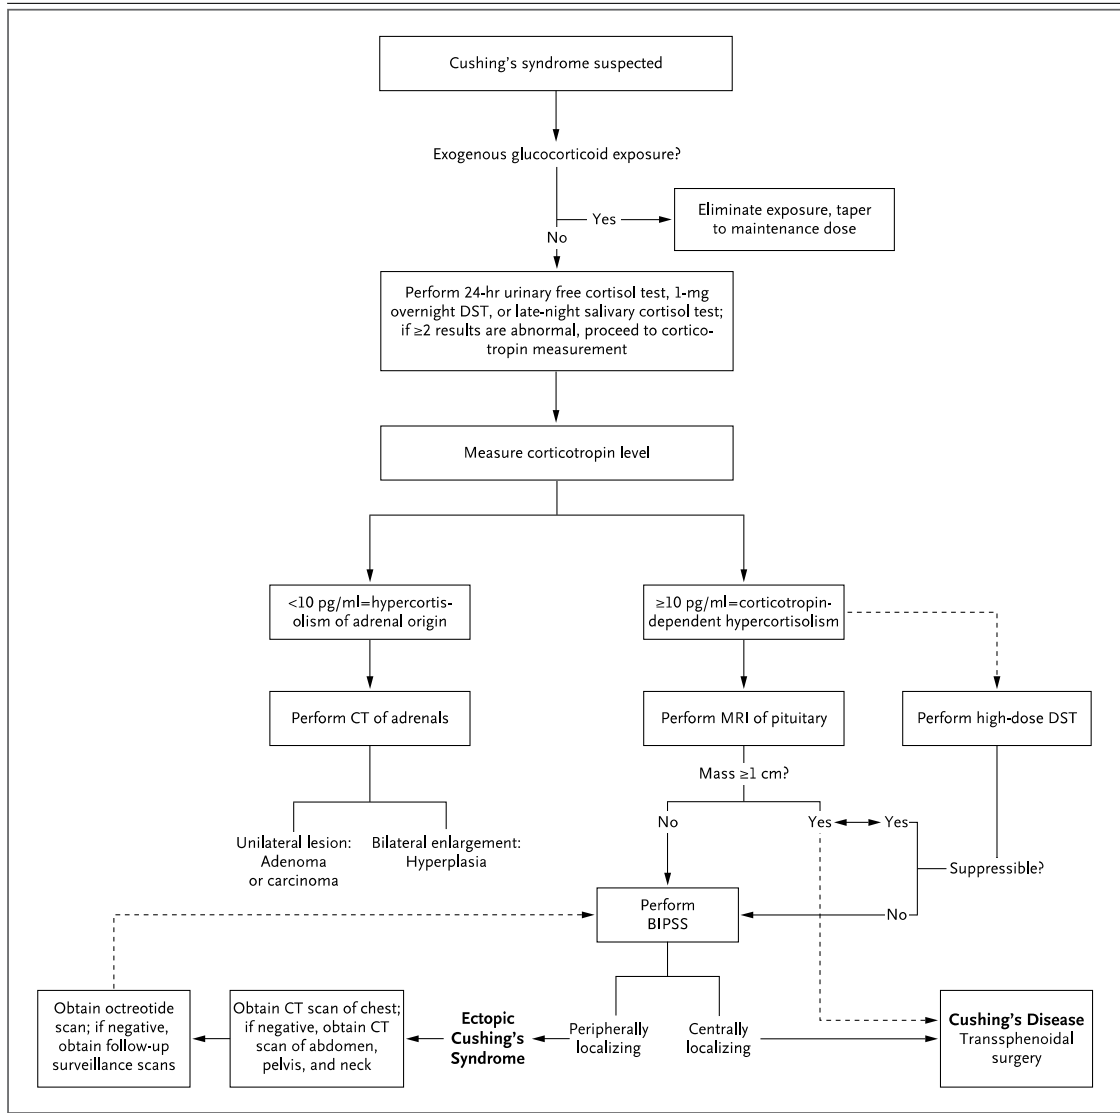 Cushing's syndrome suspected
Exogenous glucocorticoid exposure?
Yes
Eliminate exposure, taper
to maintenance dose
No
Perform 24-hr urinary free cortisol test, 1-mg
overnight DST, or late-night salivary cortisol test;
if ≥2 results are abnormal, proceed to cortico-
tropin measurement
Measure corticotropin level
<10 pg/ml=hypercortis-
olism of adrenal origin
≥10 pg/ml=corticotropin-
dependent hypercortisolism
Perform CT of adrenals
Perform MRI of pituitary
Perform high-dose DST
Mass ≥1 cm?
No
Yes
Yes
Unilateral lesion:
Adenoma
or carcinoma
Bilateral enlargement:
Hyperplasia
Suppressible?
Perform
BIPSS
No
Obtain octreotide
scan; if negative,
obtain follow-up
surveillance scans
Obtain CT scan of chest;
if negative, obtain CT
scan of abdomen,
pelvis, and neck
Ectopic
Cushing's
Syndrome
Peripherally
localizing
Centrally
localizing
Cushing's Disease
Transsphenoidal
surgery